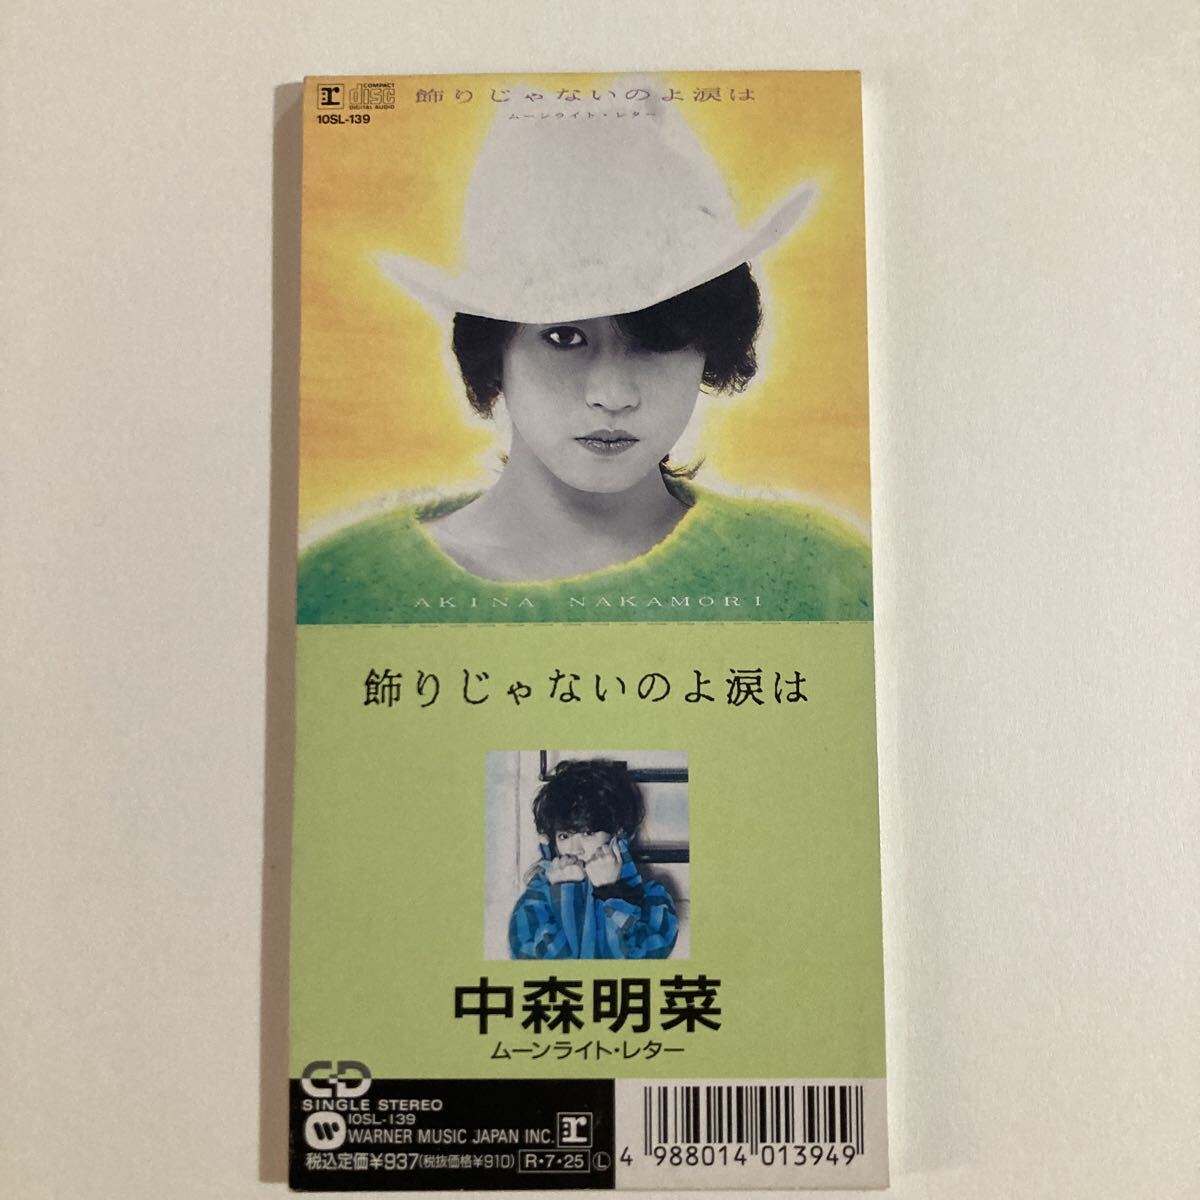 r COMPACT disc DIGITAL AUDIO 飾りじゃないのよ涙は
10SL-139 ムーンライト・レター
AKINA NAKAMORI
飾りじゃないのよ涙は
中森明菜
ムーンライト・レター
CD
SINGLE STEREO
10SL-139
WARNER MUSIC JAPAN INC. r
税込定価¥937(税抜価格¥910) R・7・25 L
4 988014 013949